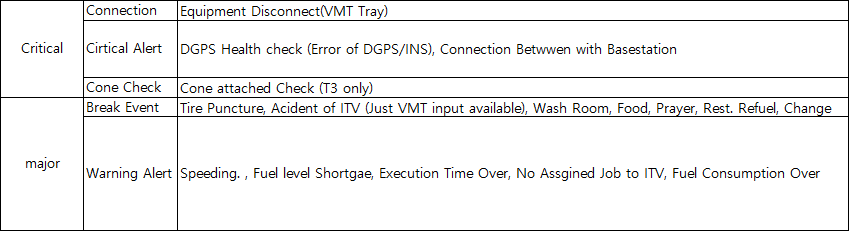 Connection Equipment Disconnect(VMT Tray)
Critical Cirtical Alert DGPS Health check (Error of DGPS/INS), Connection Betwwen with Basestation
Cone Check Cone attached Check (T3 only)
Break Event Tire Puncture, Acident of ITV (Just VMT input available), Wash Room, Food, Prayer, Rest. Refuel, Change
major Warning Alert Speeding. , Fuel level Shortgae, Execution Time Over, No Assgined Job to ITV, Fuel Consumption Over